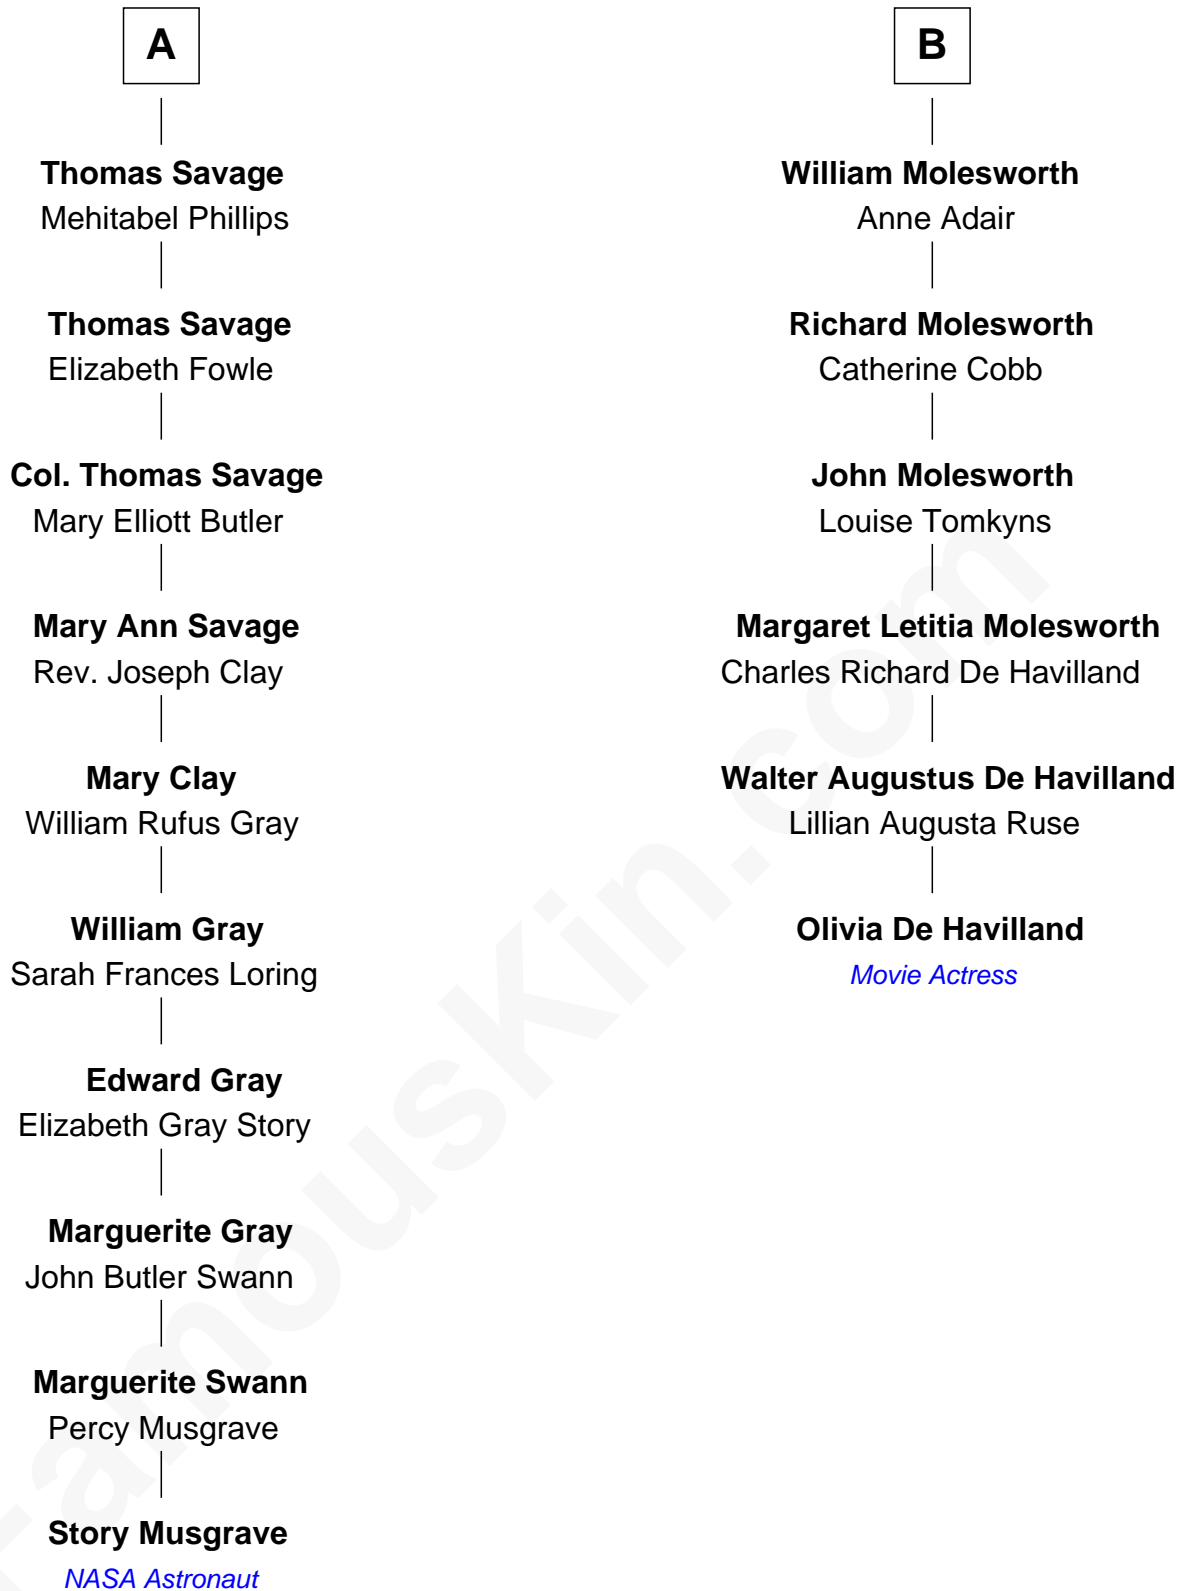 A
Thomas Savage
Mehitabel Phillips
Thomas Savage
Elizabeth Fowle
Col. Thomas Savage
Mary Elliott Butler
Mary Ann Savage
Rev. Joseph Clay
Mary Clay
William Rufus Gray
William Gray
Sarah Frances Loring
Edward Gray
Elizabeth Gray Story
Marguerite Gray
John Butler Swann
Marguerite Swann
Percy Musgrave
Story Musgrave
NASA Astronaut
B
William Molesworth
Anne Adair
Richard Molesworth
Catherine Cobb
John Molesworth
Louise Tomkyns
Margaret Letitia Molesworth
Charles Richard De Havilland
Walter Augustus De Havilland
Lillian Augusta Ruse
Olivia De Havilland
Movie Actress
FamousKin.com